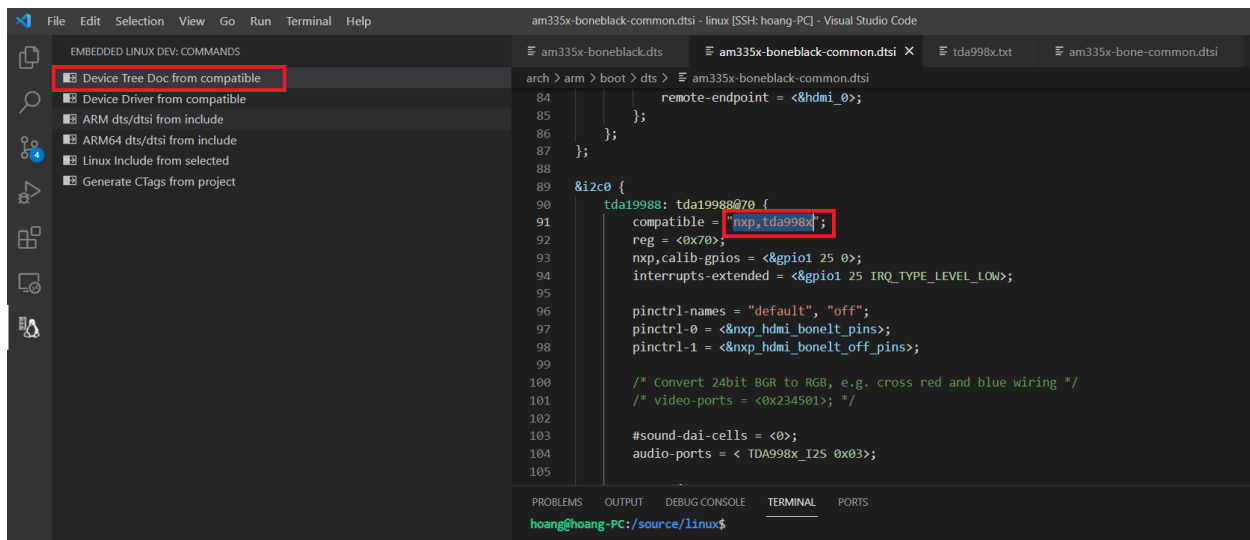 File Edit Selection View Go Run Terminal Help am335x-boneblack-common.dtsi - linux [SSH: hoang-PC] - Visual Studio Code
EMBEDDED LINUX DEV: COMMANDS
Device Tree Doc from compatible
Device Driver from compatible
ARM dts/dtsi from include
ARM64 dts/dtsi from include
Linux Include from selected
Generate CTags from project
4
am335x-boneblack.dts am335x-boneblack-common.dtsi tda998x.txt am335x-bone-common.dtsi
arch > arm > boot > dts > am335x-boneblack-common.dtsi
84 remote-endpoint = <&hdmi_0>;
85 };
86 };
87 };
88
89 &i2c0 {
90 tda19988: tda19988@70 {
91 compatible = "nxp,tda998x";
92 reg = <0x70>;
93 nxp,calib-gpios = <&gpio1 25 0>;
94 interrupts-extended = <&gpio1 25 IRQ_TYPE_LEVEL_LOW>;
95
96 pinctrl-names = "default", "off";
97 pinctrl-0 = <&nxp_hdmi_bonelt_pins>;
98 pinctrl-1 = <&nxp_hdmi_bonelt_off_pins>;
99
100 /* Convert 24bit BGR to RGB, e.g. cross red and blue wiring */
101 /* video-ports = <0x234501>; */
102
103 #sound-dai-cells = <0>;
104 audio-ports = < TDA998x_I2S 0x03>;
105
PROBLEMS OUTPUT DEBUG CONSOLE TERMINAL PORTS
hoang@hoang-PC:/source/linux$